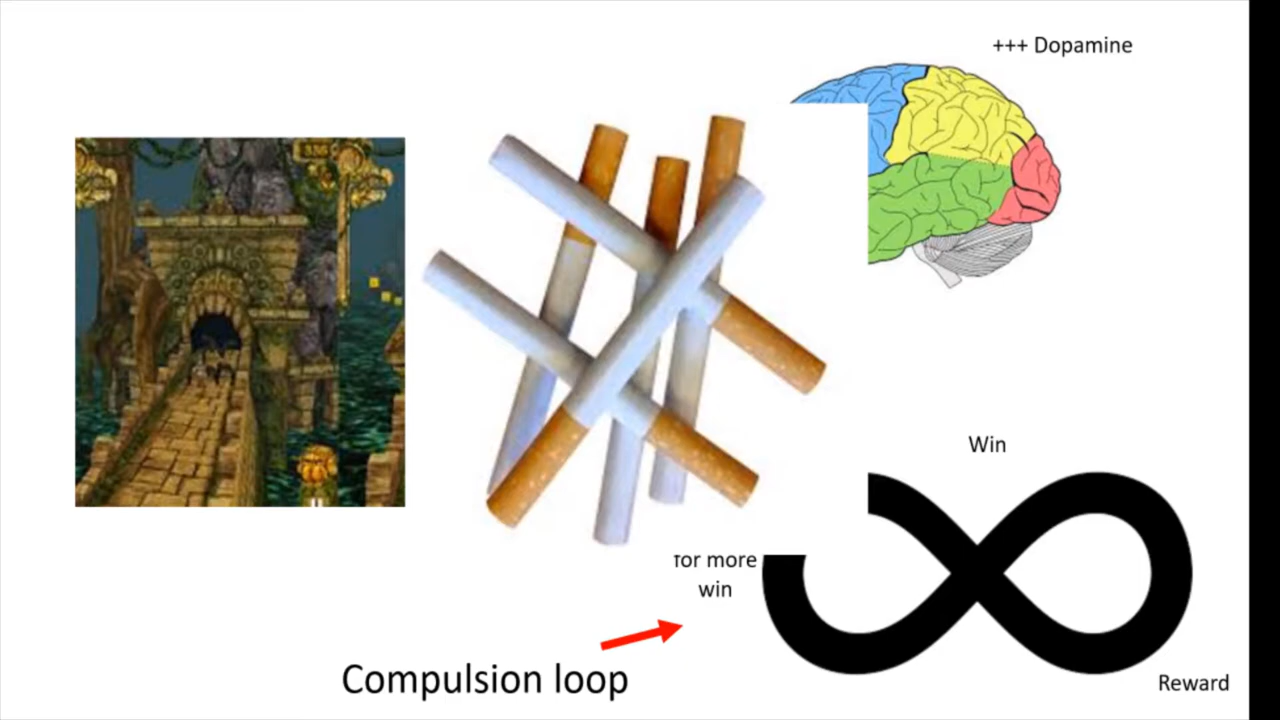 +++ Dopamine
Win
for more
win
Compulsion loop
Reward